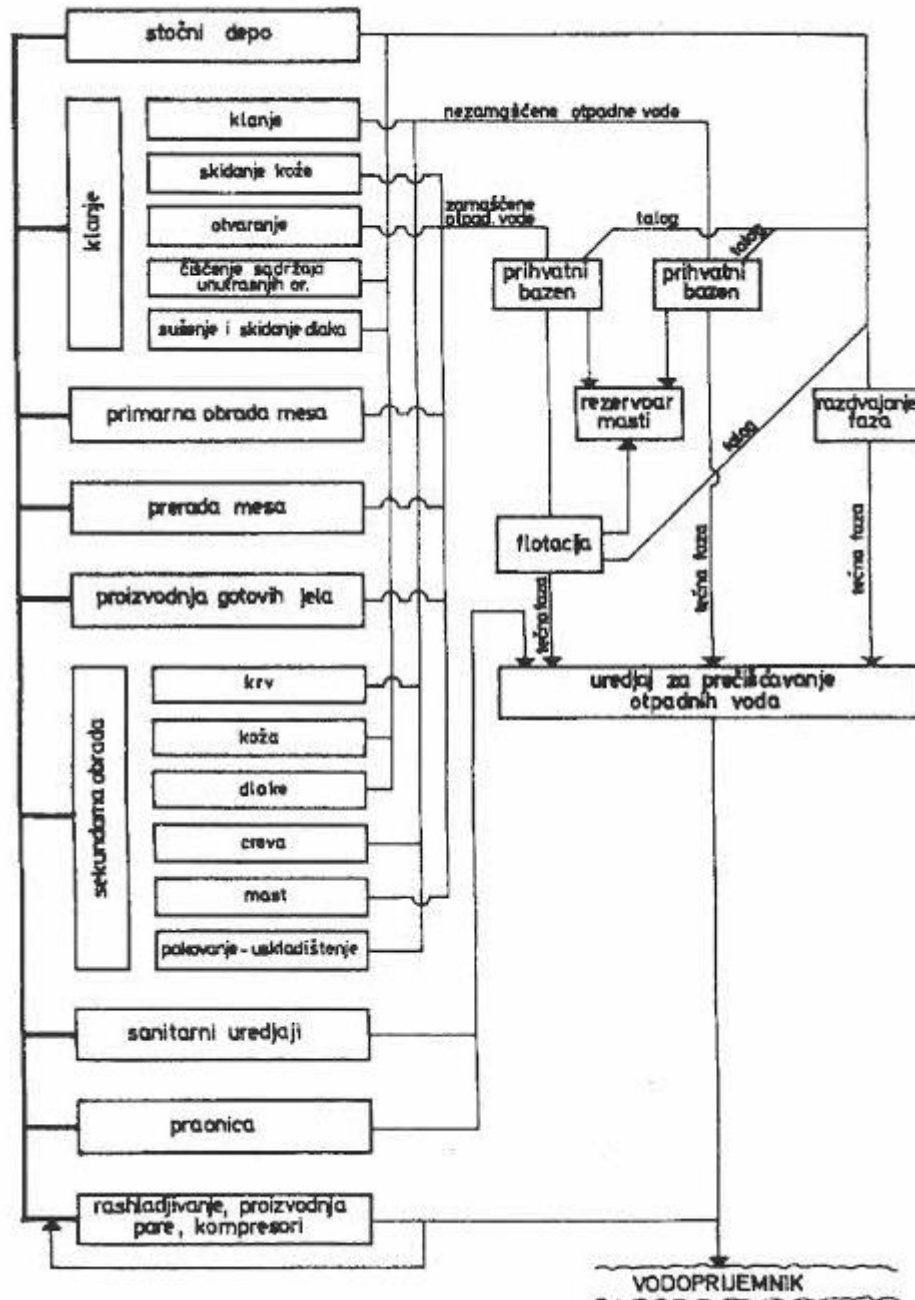 stočni depo
klanje
klanje
nezamašćene otpadne vode
skidanje kože
otvaranje
zamašćene
otpad. vode
talog
talog
čišćenje sadržaja
unutrasnjih or.
prihvatni
bazen
prihvatni
bazen
sušenje i skidanje dlaka
primarna obrada mesa
rezervoar
masti
razdvajanje
faza
talog
prerada mesa
flotacija
proizvodnja gotovih jela
tečna faza
tečna faza
tečna faza
sekundarna obrada
krv
uredjaj za prečišćavanje
otpadnih voda
koža
dlake
creva
mast
pakovanje-uskladištenje
sanitarni uredjaji
praonica
rashladjivanje, proizvodnja
pare, kompresori
VODOPRIJEMNIK